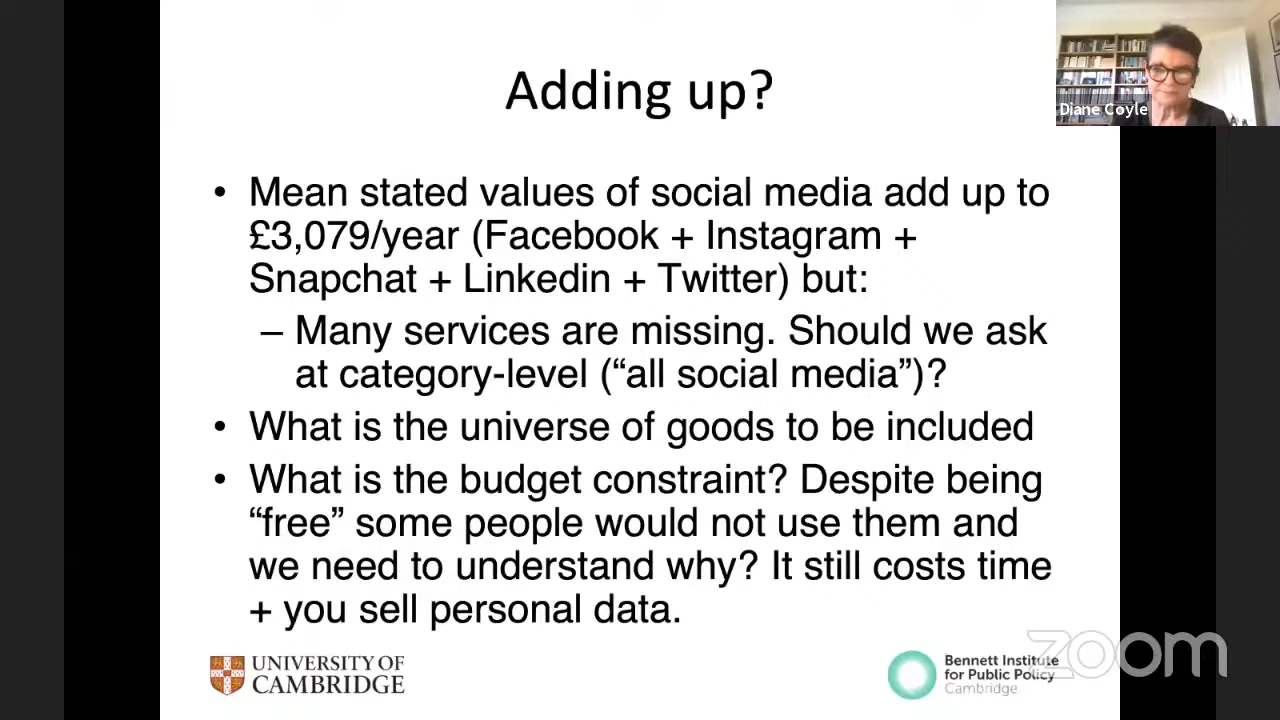 Adding up?
Diane Coyle
• Mean stated values of social media add up to
£3,079/year (Facebook + Instagram +
Snapchat + Linkedin + Twitter) but:
– Many services are missing. Should we ask
at category-level (“all social media”)?
• What is the universe of goods to be included
• What is the budget constraint? Despite being
“free” some people would not use them and
we need to understand why? It still costs time
+ you sell personal data.
UNIVERSITY OF
CAMBRIDGE
Bennett Institute
for Public Policy
Cambridge
zoom